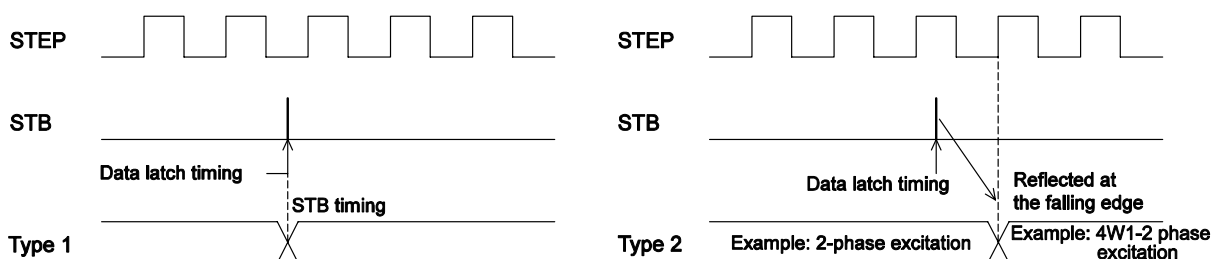 STEP
STB
Data latch timing
STB timing
Type 1
STEP
STB
Data latch timing
Reflected at
the falling edge
Type 2
Example: 2-phase excitation
Example: 4W1-2 phase
excitation